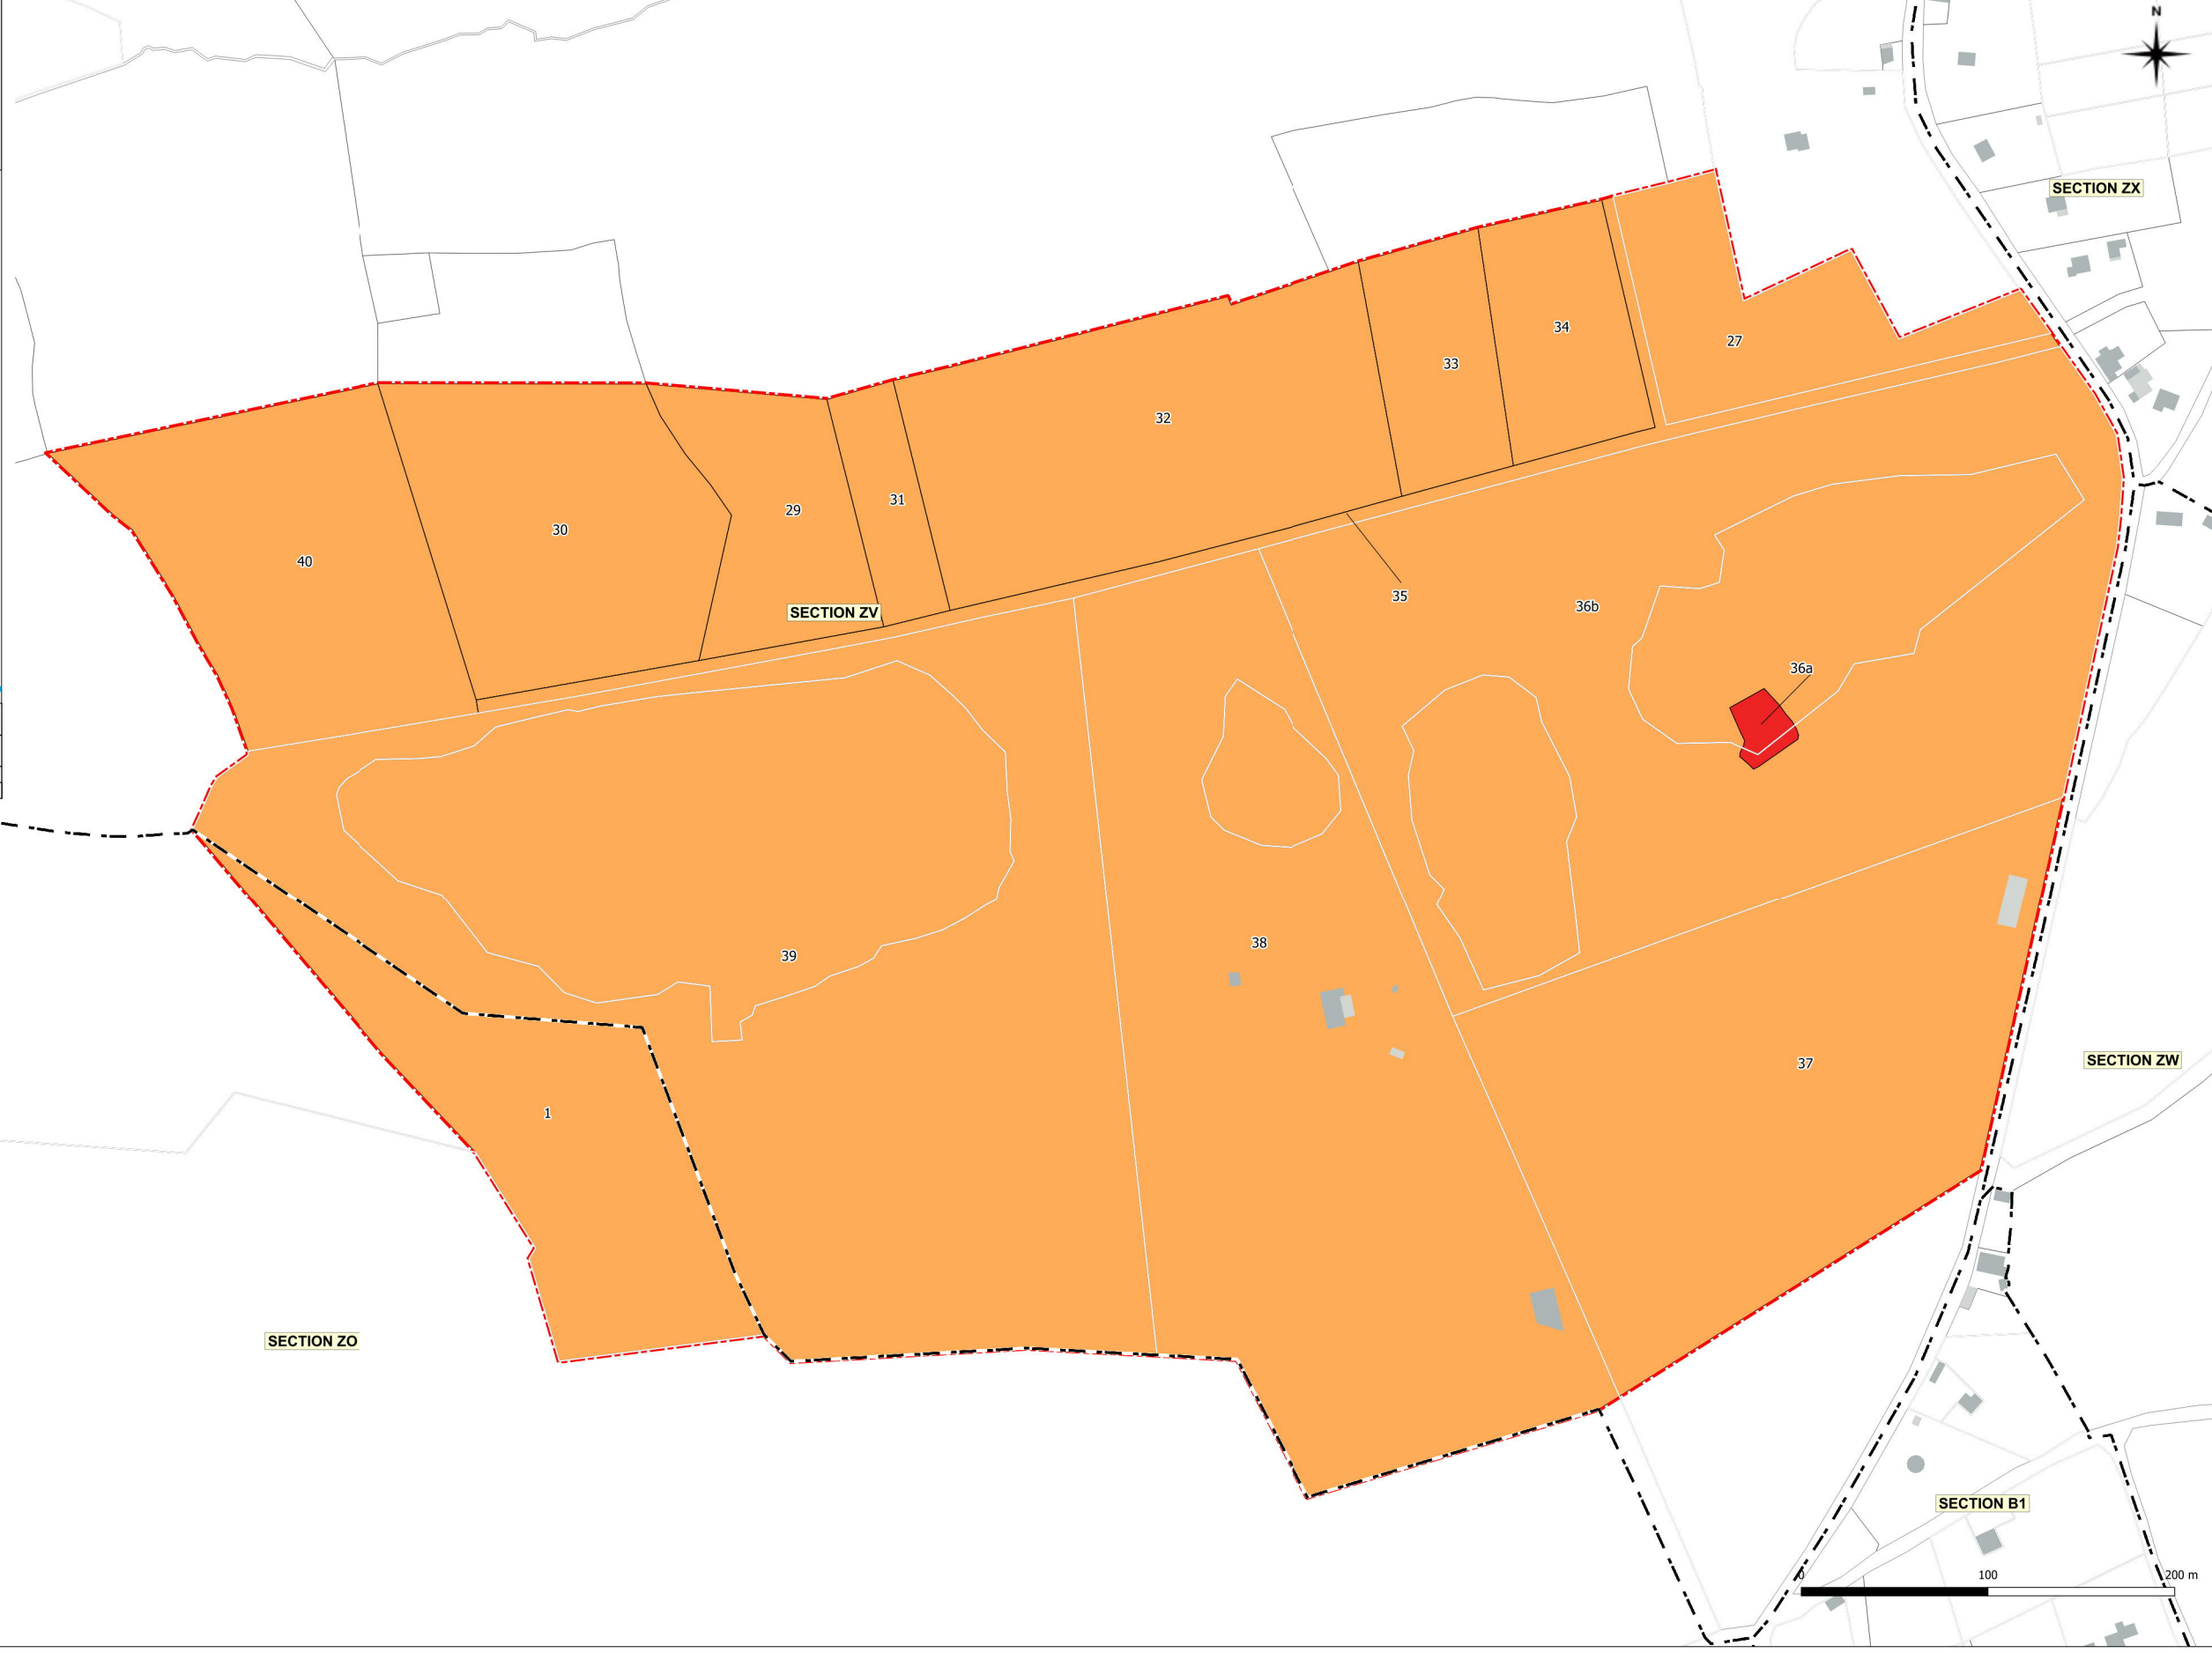 N
SECTION ZX
34
27
33
32
31
29
30
40
35
36b
SECTION ZV
36a
38
39
37
SECTION ZW
1
SECTION ZO
SECTION B1
0 100 200 m